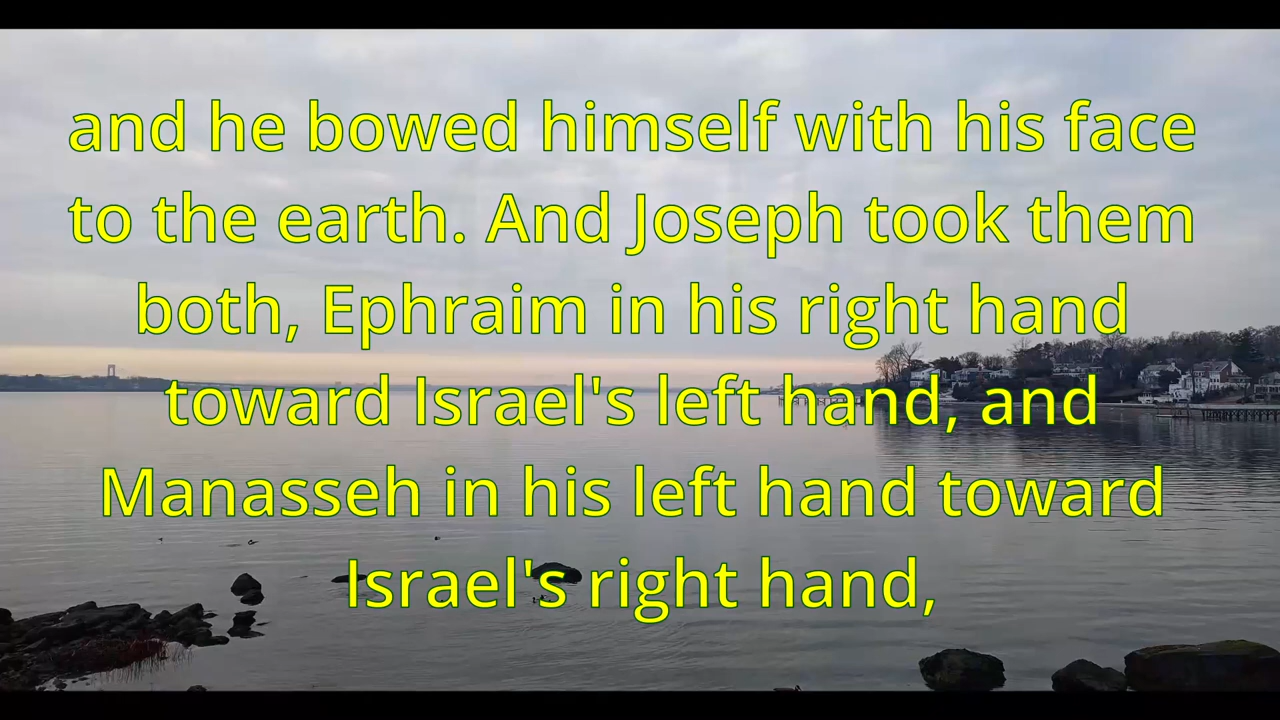 and he bowed himself with his face
to the earth. And Joseph took them
both, Ephraim in his right hand
toward Israel's left hand, and
Manasseh in his left hand toward
Israel's right hand,